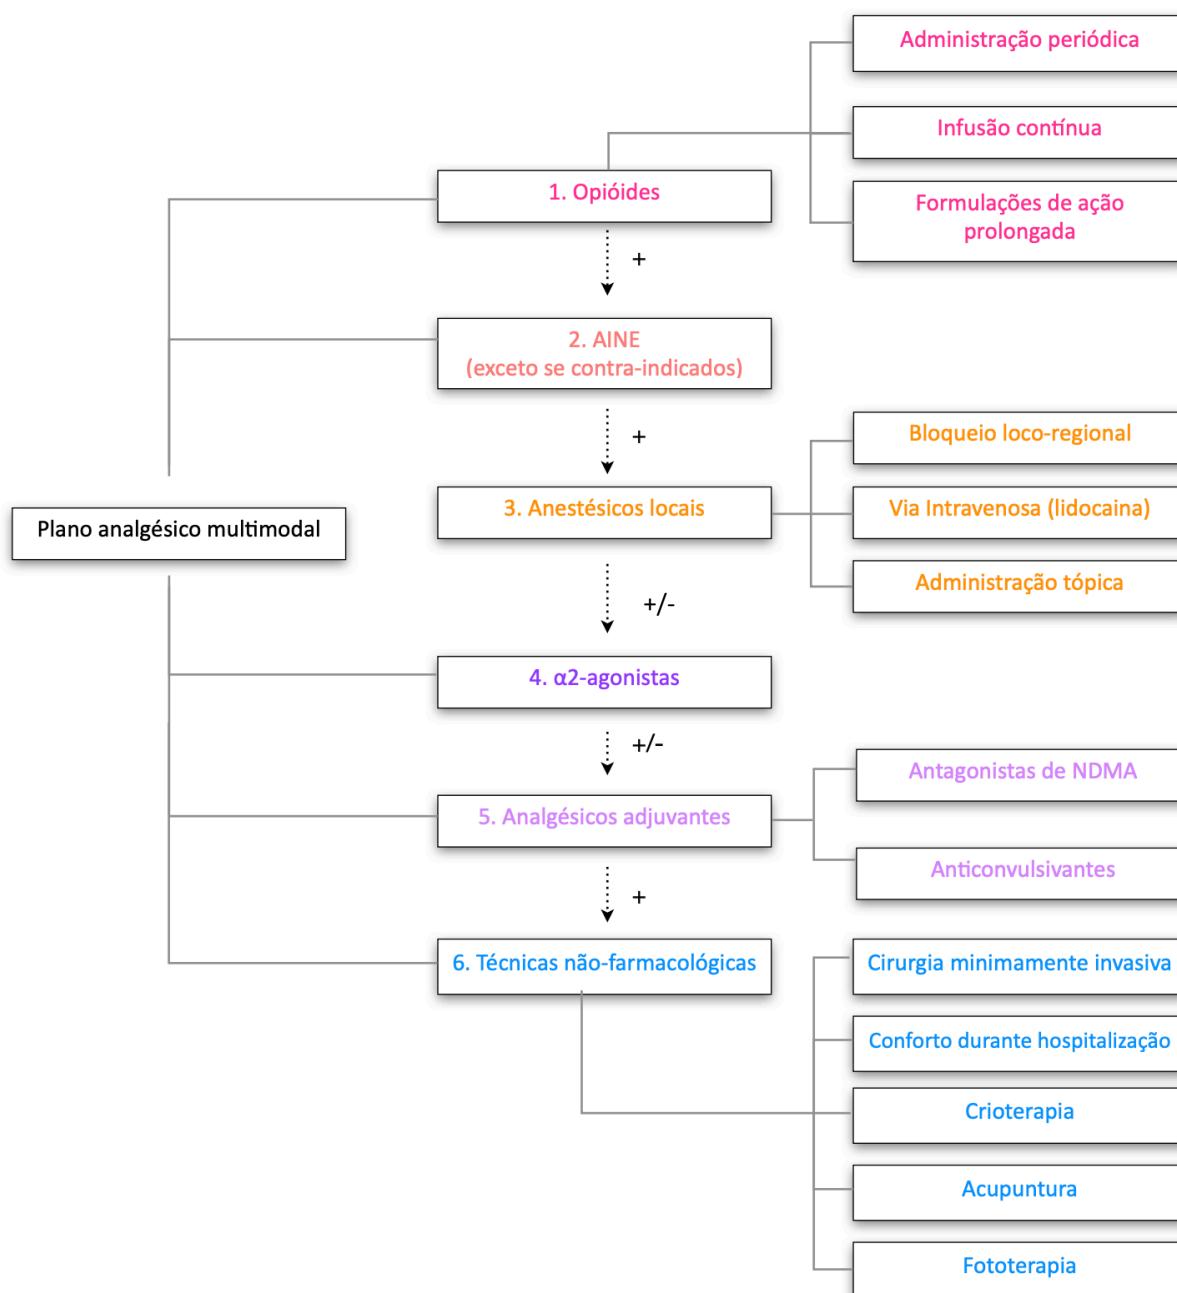 Administração periódica
Infusão contínua
1. Opióides
Formulações de ação
prolongada
+
2. AINE
(exceto se contra-indicados)
+
Bloqueio loco-regional
3. Anestésicos locais
Via Intravenosa (lidocaina)
Plano analgésico multimodal
Administração tópica
+/-
4. α2-agonistas
+/-
Antagonistas de NDMA
5. Analgésicos adjuvantes
Anticonvulsivantes
+
6. Técnicas não-farmacológicas
Cirurgia minimamente invasiva
Conforto durante hospitalização
Crioterapia
Acupuntura
Fototerapia